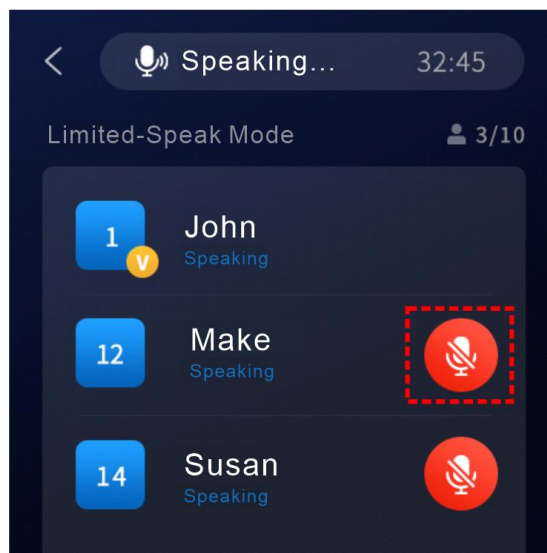 Speaking... 32:45
Limited-Speak Mode 3/10
1 John
V Speaking
12 Make
Speaking
14 Susan
Speaking